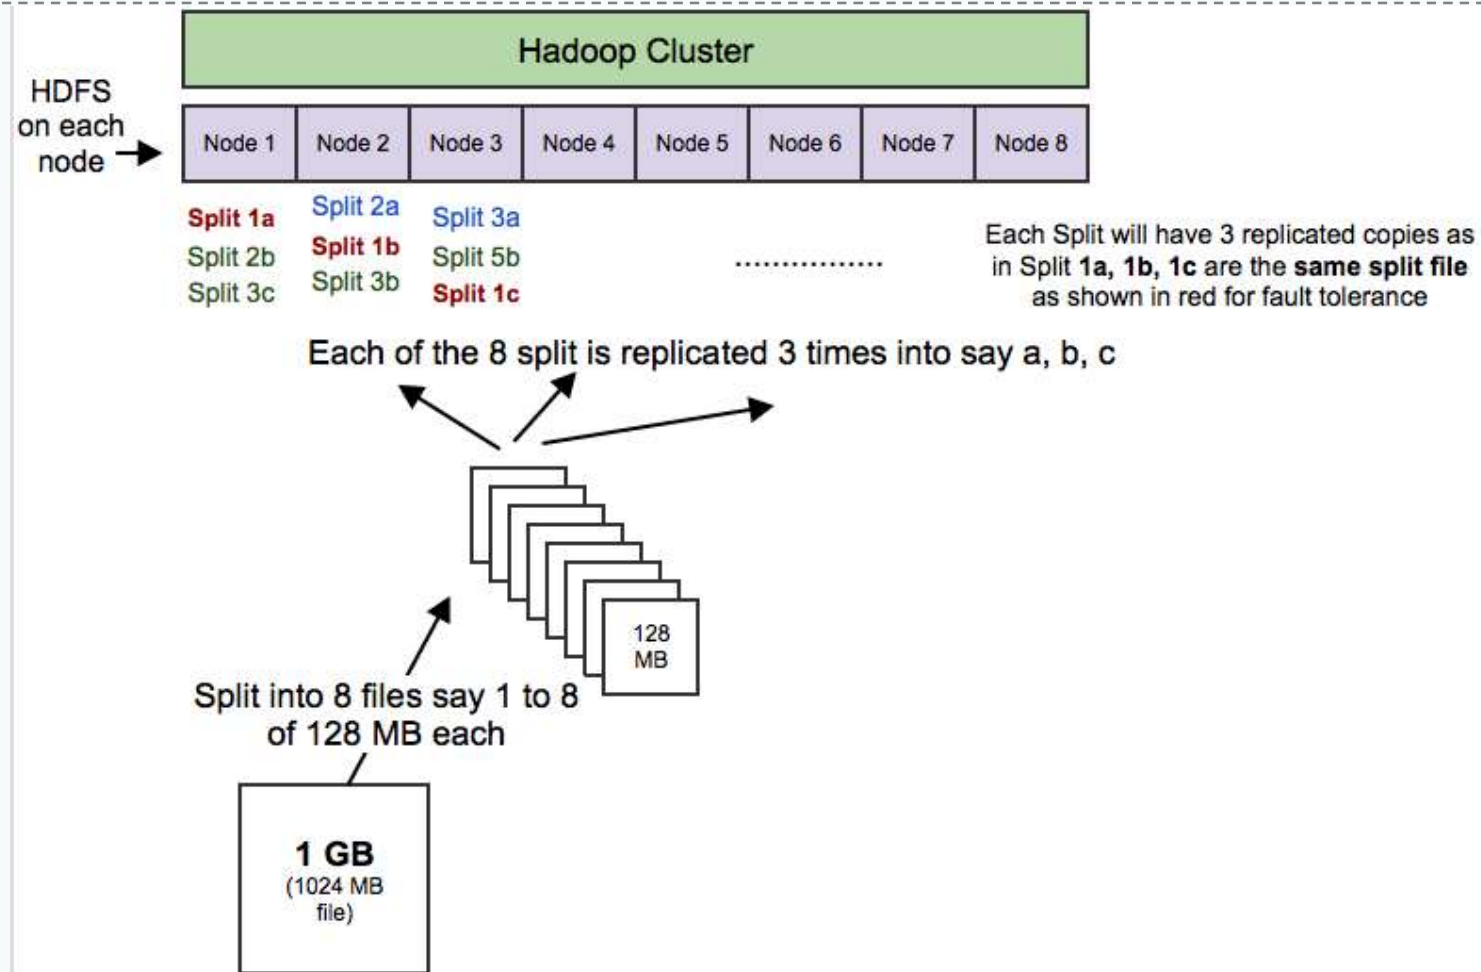 Hadoop Cluster
HDFS
on each
node
Node 1
Node 2
Node 3
Node 4
Node 5
Node 6
Node 7
Node 8
Split 1a
Split 2b
Split 3c
Split 2a
Split 1b
Split 3b
Split 3a
Split 5b
Split 1c
................
Each Split will have 3 replicated copies as
in Split 1a, 1b, 1c are the same split file
as shown in red for fault tolerance
Each of the 8 split is replicated 3 times into say a, b, c
128
MB
Split into 8 files say 1 to 8
of 128 MB each
1 GB
(1024 MB
file)